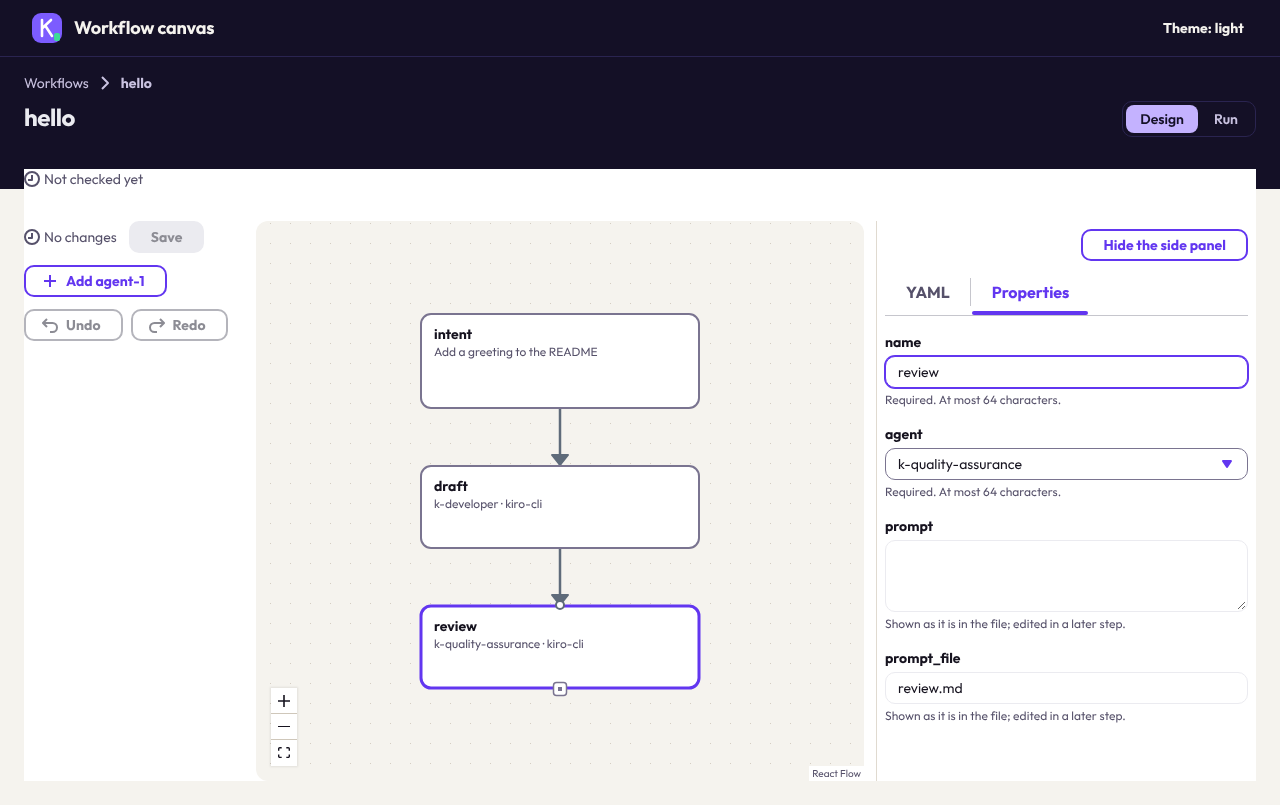 K
Workflow canvas
Theme: light
Workflows
hello
hello
Design
Run
Not checked yet
No changes
Save
Add agent-1
Undo
Redo
intent
Add a greeting to the README
draft
k-developer · kiro-cli
review
k-quality-assurance · kiro-cli
React Flow
Hide the side panel
YAML
Properties
name
review
Required. At most 64 characters.
agent
k-quality-assurance
Required. At most 64 characters.
prompt
Shown as it is in the file; edited in a later step.
prompt_file
review.md
Shown as it is in the file; edited in a later step.